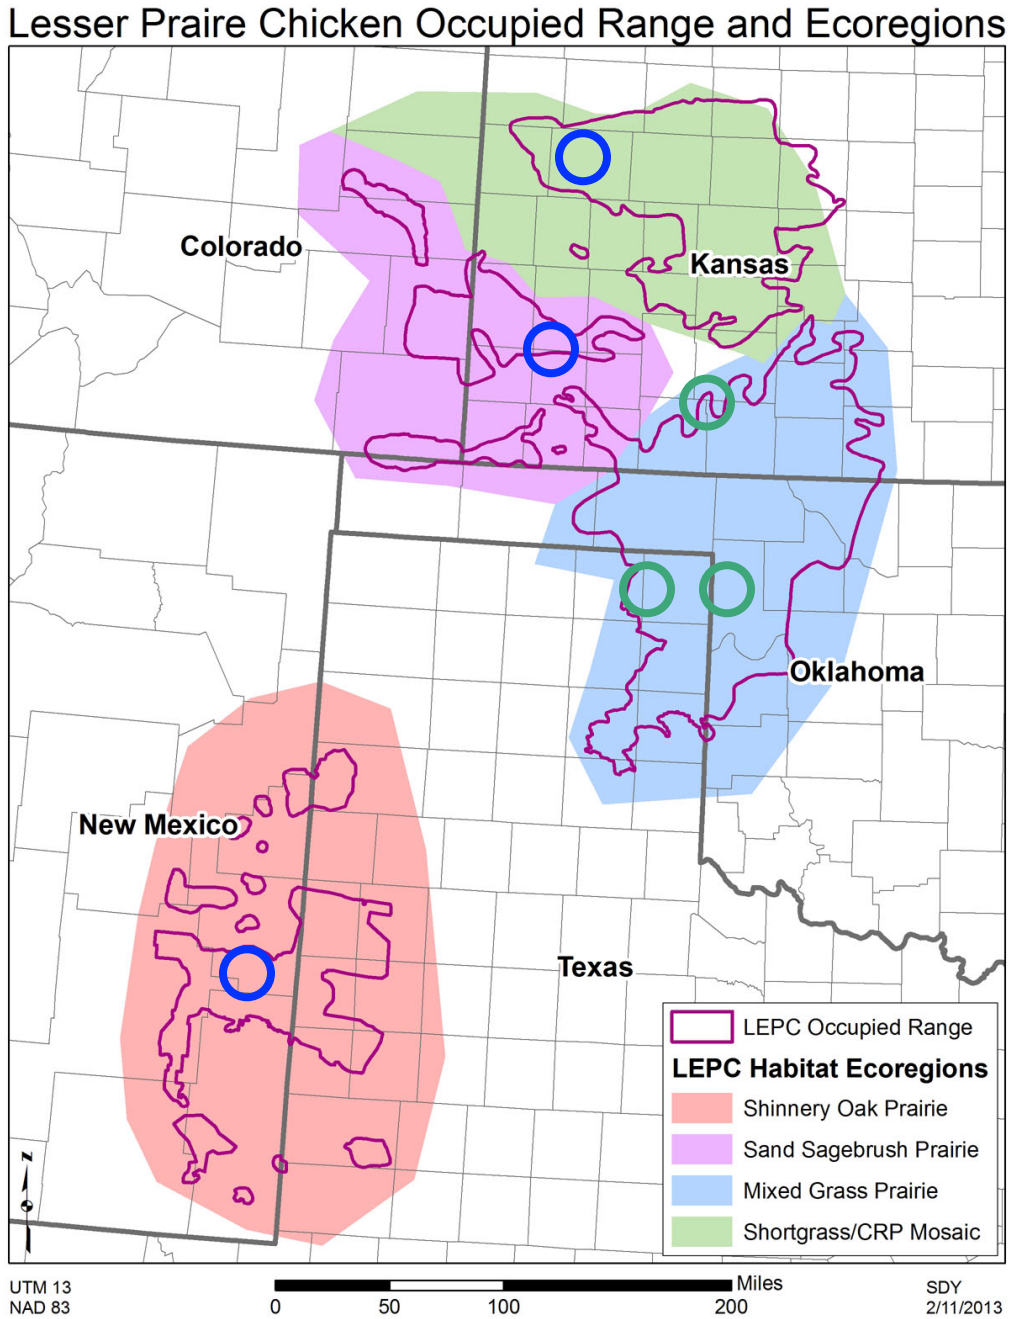 Lesser Praire Chicken Occupied Range and Ecoregions
Colorado
Kansas
Oklahoma
New Mexico
Texas
LEPC Occupied Range
LEPC Habitat Ecoregions
Shinnery Oak Prairie
Sand Sagebrush Prairie
Mixed Grass Prairie
Shortgrass/CRP Mosaic
N
UTM 13
NAD 83
Miles
0 50 100 200
SDY
2/11/2013